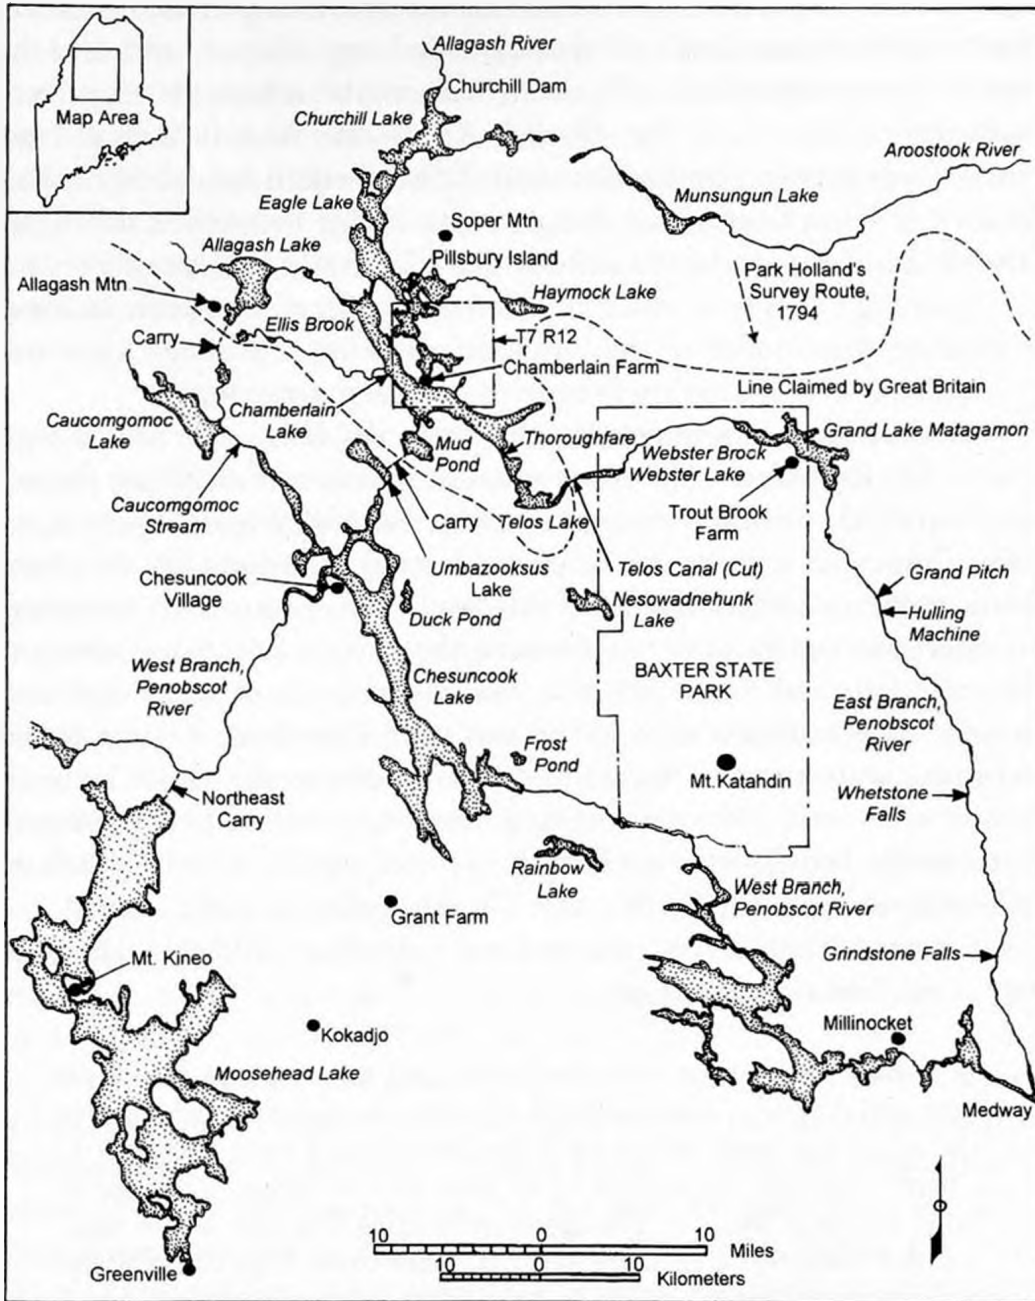 Map Area
Allagash River
Churchill Dam
Churchill Lake
Aroostook River
Eagle Lake
Munsungun Lake
Soper Mtn
Allagash Lake
Pillsbury Island
Park Holland's
Survey Route,
1794
Allagash Mtn
Haymock Lake
Ellis Brook
T7 R12
Carry
Chamberlain Farm
Line Claimed by Great Britain
Caucomgomoc
Lake
Chamberlain
Lake
Mud
Pond
Thoroughfare
Grand Lake Matagamon
Webster Brock
Webster Lake
Caucomgomoc
Stream
Carry
Telos Lake
Trout Brook
Farm
Umbazooksus
Lake
Telos Canal (Cut)
Grand Pitch
Chesuncook
Village
Nesowadnehunk
Lake
Hulling
Machine
Duck Pond
West Branch,
Penobscot
River
Chesuncook
Lake
BAXTER STATE
PARK
East Branch,
Penobscot
River
Frost
Pond
Mt. Katahdin
Northeast
Carry
Whetstone
Falls
Rainbow
Lake
West Branch,
Penobscot River
Grant Farm
Grindstone Falls
Mt. Kineo
Millinocket
Kokadjo
Moosehead Lake
Medway
10 0 10
Miles
10 0 10
Kilometers
Greenville